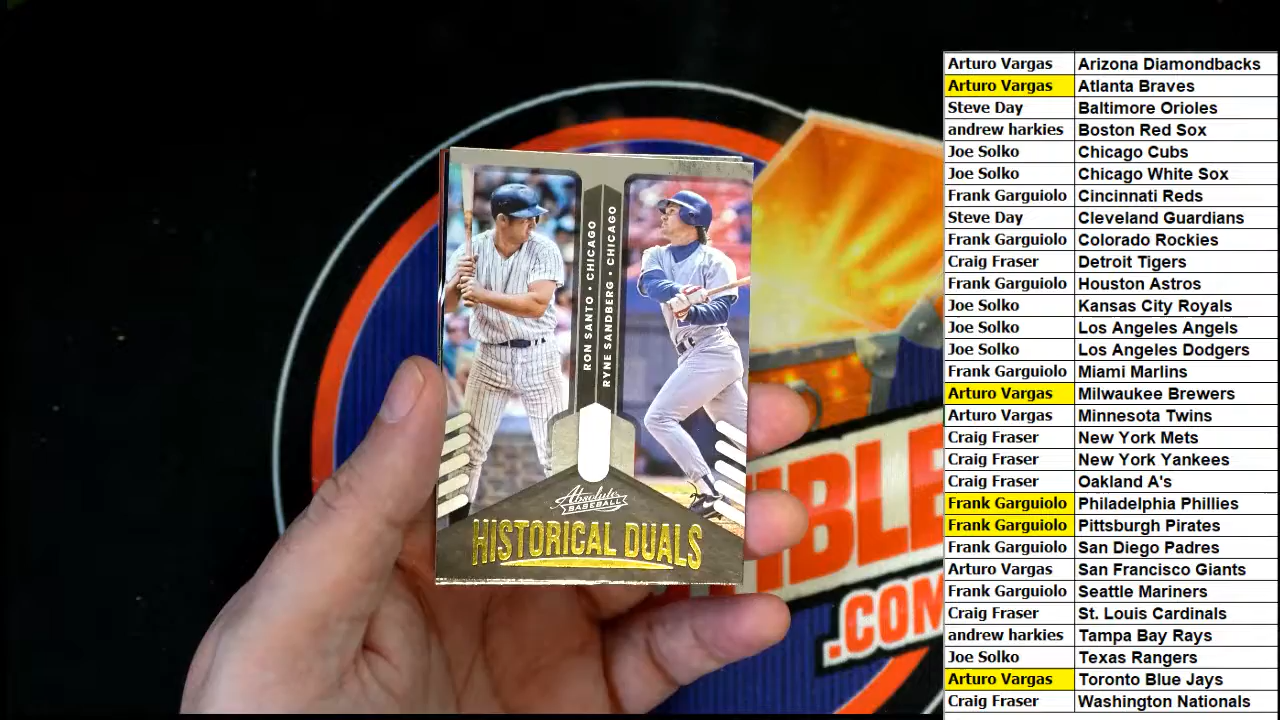 RON SANTO • CHICAGO
RYNE SANDBERG • CHICAGO
Absolute
BASEBALL
HISTORICAL DUALS
IBLE
.COM
Arturo Vargas Arizona Diamondbacks
Arturo Vargas Atlanta Braves
Steve Day Baltimore Orioles
andrew harkies Boston Red Sox
Joe Solko Chicago Cubs
Joe Solko Chicago White Sox
Frank Garguiolo Cincinnati Reds
Steve Day Cleveland Guardians
Frank Garguiolo Colorado Rockies
Craig Fraser Detroit Tigers
Frank Garguiolo Houston Astros
Joe Solko Kansas City Royals
Joe Solko Los Angeles Angels
Joe Solko Los Angeles Dodgers
Frank Garguiolo Miami Marlins
Arturo Vargas Milwaukee Brewers
Arturo Vargas Minnesota Twins
Craig Fraser New York Mets
Craig Fraser New York Yankees
Craig Fraser Oakland A's
Frank Garguiolo Philadelphia Phillies
Frank Garguiolo Pittsburgh Pirates
Frank Garguiolo San Diego Padres
Arturo Vargas San Francisco Giants
Frank Garguiolo Seattle Mariners
Craig Fraser St. Louis Cardinals
andrew harkies Tampa Bay Rays
Joe Solko Texas Rangers
Arturo Vargas Toronto Blue Jays
Craig Fraser Washington Nationals